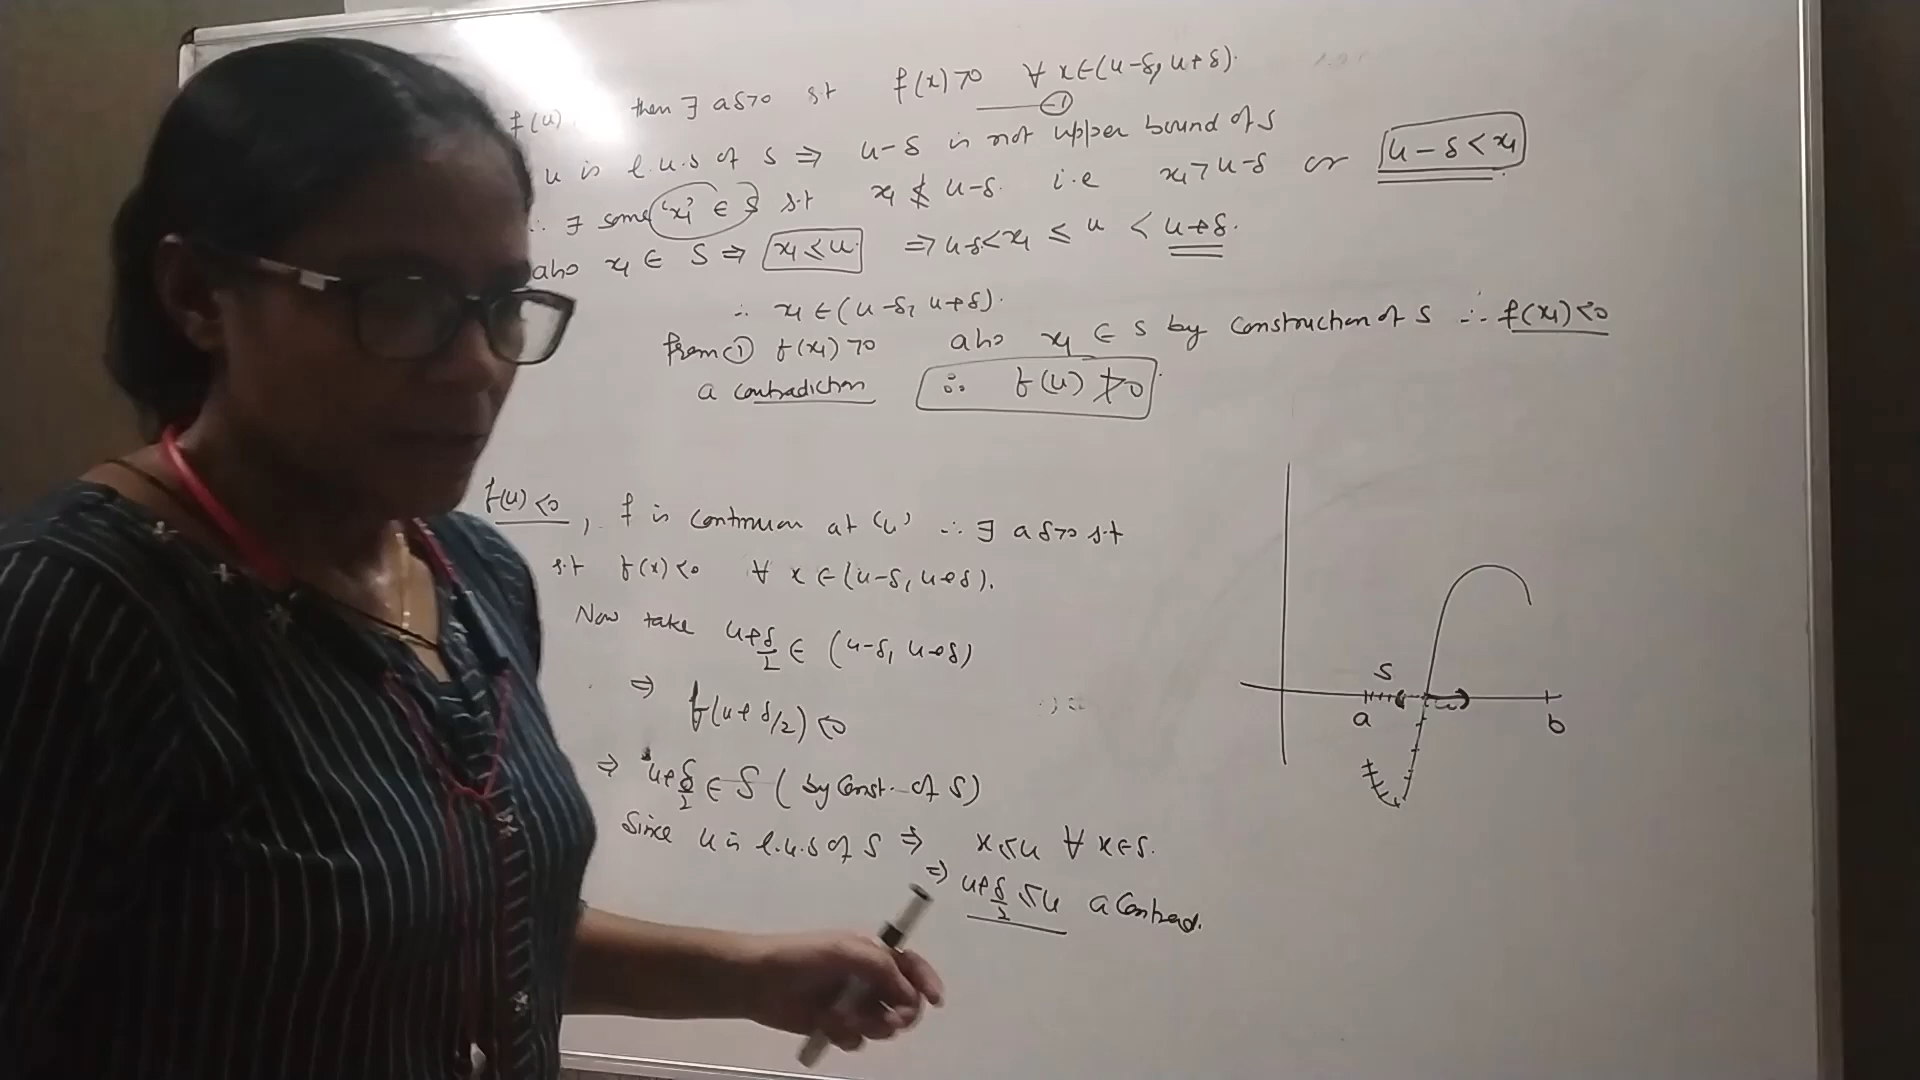 f(u) then ∃ a δ>0 s.t f(x)>0 ∀ x∈(u-δ, u+δ).
①
u is l.u.b of S ⇒ u-δ is not upper bound of S
∴ ∃ some 'x₁' ∈ S s.t x₁ ≰ u-δ. i.e x₁>u-δ or u-δ<x₁
also x₁ ∈ S ⇒ x₁≤u ⇒ u-δ<x₁ ≤ u < u+δ.
∴ x₁∈(u-δ, u+δ).
from ① f(x₁)>0 also x₁ ∈ S by construction of S ∴ f(x₁)<0
a contradiction ∴ f(u) ≯0
f(u)<0, f is continuous at 'u' ∴ ∃ a δ>0 s.t
s.t f(x)<0 ∀ x∈(u-δ, u+δ).
Now take u+δ/2 ∈ (u-δ, u+δ)
⇒ f(u+δ/2)<0
⇒ u+δ/2 ∈ S (by Const. of S)
Since u is l.u.b of S ⇒ x≤u ∀ x∈S.
⇒ u+δ/2 ≤u a Contrad.
S
a u b